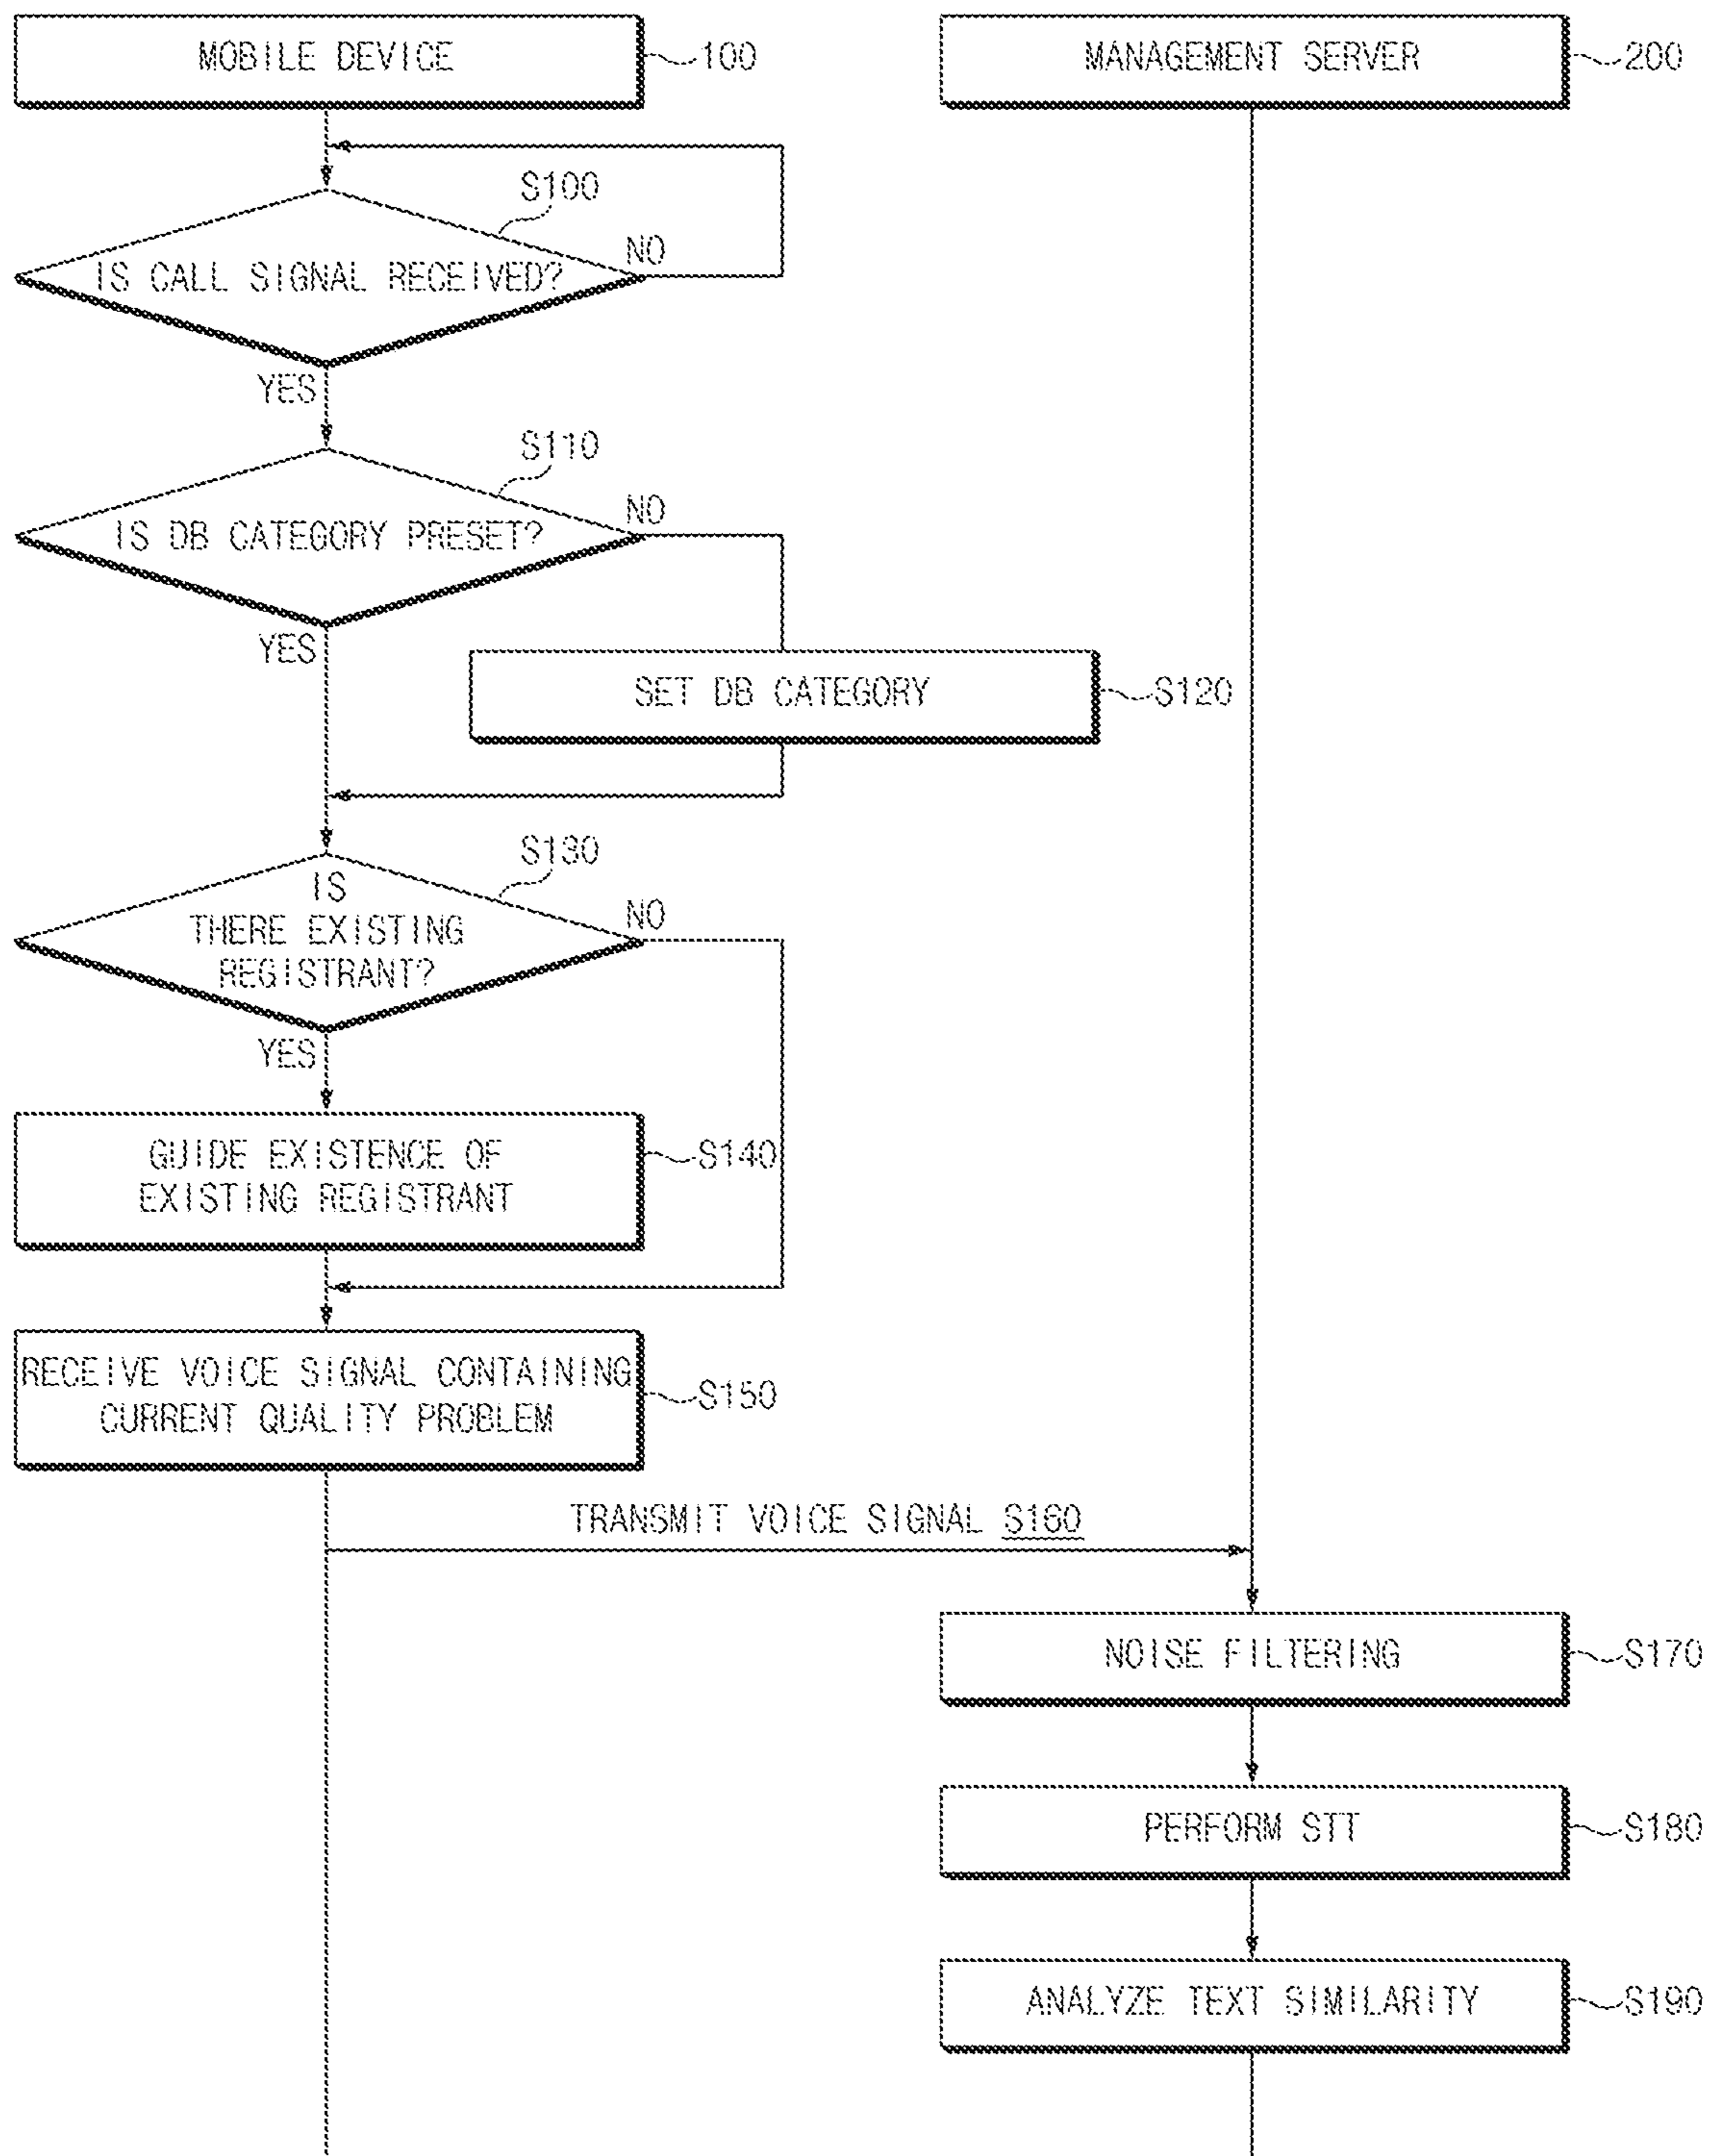 MOBILE DEVICE
100
MANAGEMENT SERVER
200
S100
IS CALL SIGNAL RECEIVED?
NO
YES
S110
IS DB CATEGORY PRESET?
NO
YES
SET DB CATEGORY
S120
S130
IS
THERE EXISTING
REGISTRANT?
NO
YES
GUIDE EXISTENCE OF
EXISTING REGISTRANT
S140
RECEIVE VOICE SIGNAL CONTAINING
CURRENT QUALITY PROBLEM
S150
TRANSMIT VOICE SIGNAL S160
NOISE FILTERING
S170
PERFORM STT
S180
ANALYZE TEXT SIMILARITY
S190